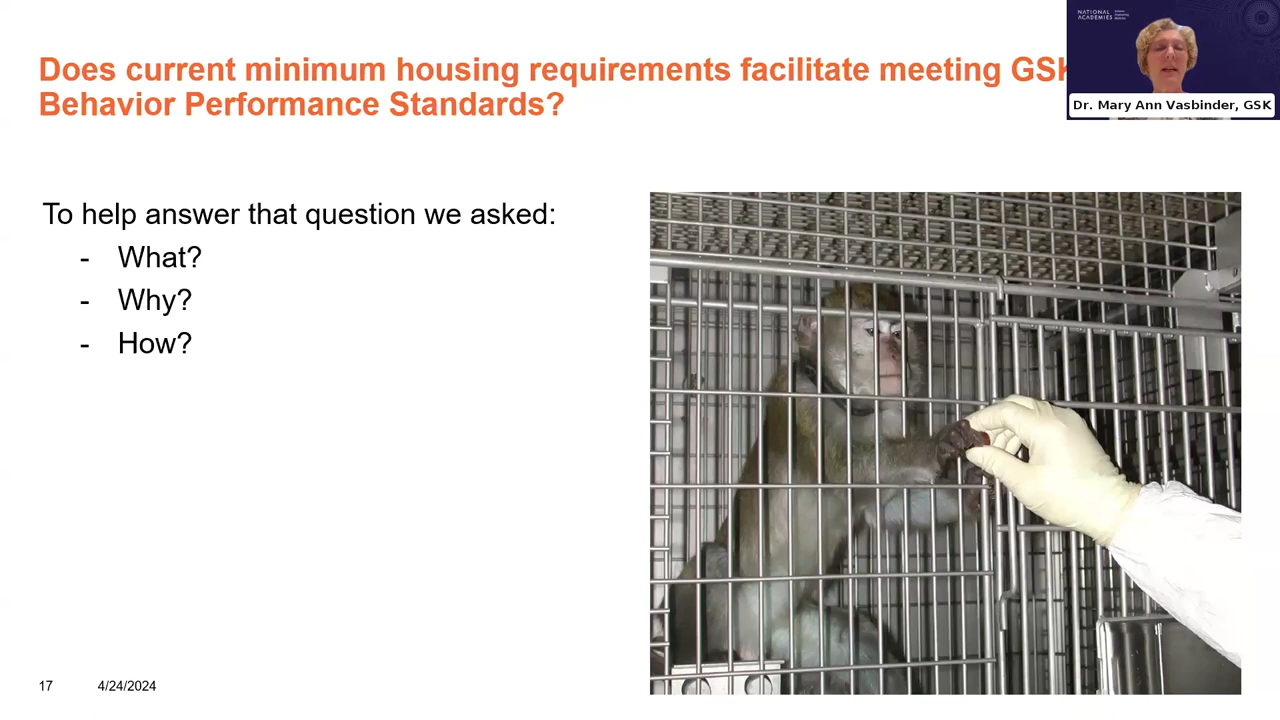 Does current minimum housing requirements facilitate meeting GSK
Behavior Performance Standards?
NATIONAL
ACADEMIES
Dr. Mary Ann Vasbinder, GSK
To help answer that question we asked:
- What?
- Why?
- How?
17 4/24/2024